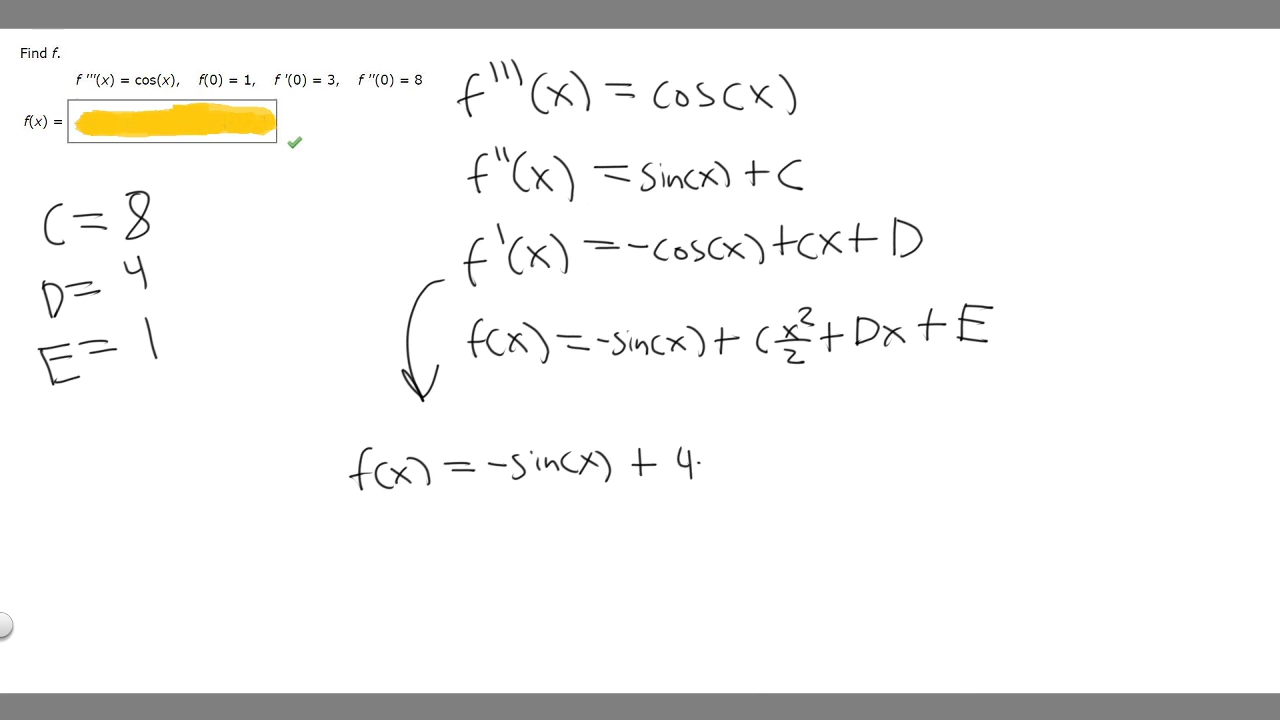 Find f.
f '''(x) = cos(x),    f(0) = 1,    f '(0) = 3,    f ''(0) = 8
f(x) =
f'''(x) = cos(x)
f''(x) = sin(x) + C
f'(x) = -cos(x) + Cx + D
f(x) = -sin(x) + C x²/2 + Dx + E
C = 8
D = 4
E = 1
f(x) = -sin(x) + 4